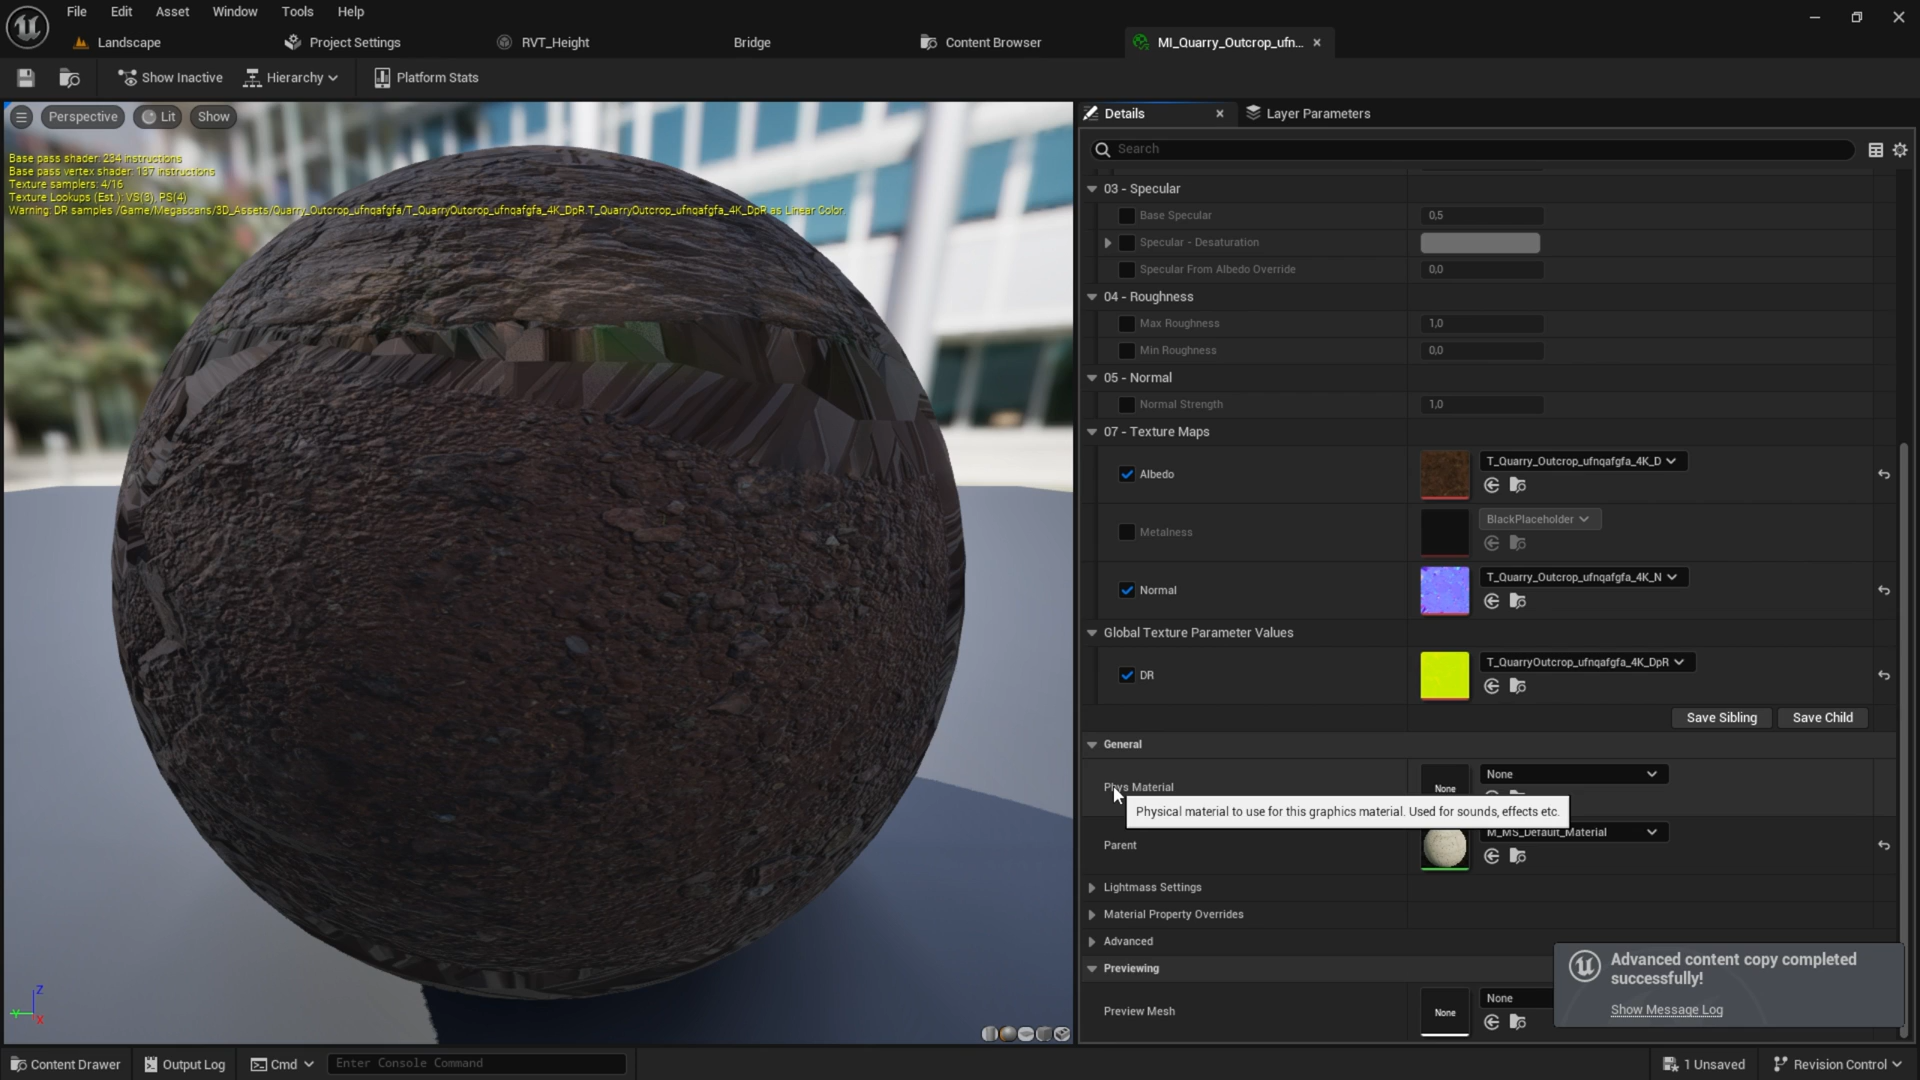 File Edit Asset Window Tools Help
Landscape Project Settings RVT_Height Bridge Content Browser MI_Quarry_Outcrop_ufn...
Show Inactive Hierarchy Platform Stats
Perspective Lit Show
Base pass shader: 234 instructions
Base pass vertex shader: 137 instructions
Texture samplers: 4/16
Texture Lookups (Est.): VS(3), PS(4)
Warning: DR samples /Game/Megascans/3D_Assets/Quarry_Outcrop_ufnqafgfa/T_QuarryOutcrop_ufnqafgfa_4K_DpR.T_QuarryOutcrop_ufnqafgfa_4K_DpR as Linear Color.
Z
Y
X
Details Layer Parameters
Search
03 - Specular
Base Specular 0,5
Specular - Desaturation
Specular From Albedo Override 0,0
04 - Roughness
Max Roughness 1,0
Min Roughness 0,0
05 - Normal
Normal Strength 1,0
07 - Texture Maps
Albedo T_Quarry_Outcrop_ufnqafgfa_4K_D
Metalness BlackPlaceholder
Normal T_Quarry_Outcrop_ufnqafgfa_4K_N
Global Texture Parameter Values
DR T_QuarryOutcrop_ufnqafgfa_4K_DpR
Save Sibling Save Child
General
Phys Material None None
Physical material to use for this graphics material. Used for sounds, effects etc.
Parent M_MS_Default_Material
Lightmass Settings
Material Property Overrides
Advanced
Previewing
Preview Mesh None None
Advanced content copy completed
successfully!
Show Message Log
Content Drawer Output Log Cmd Enter Console Command 1 Unsaved Revision Control